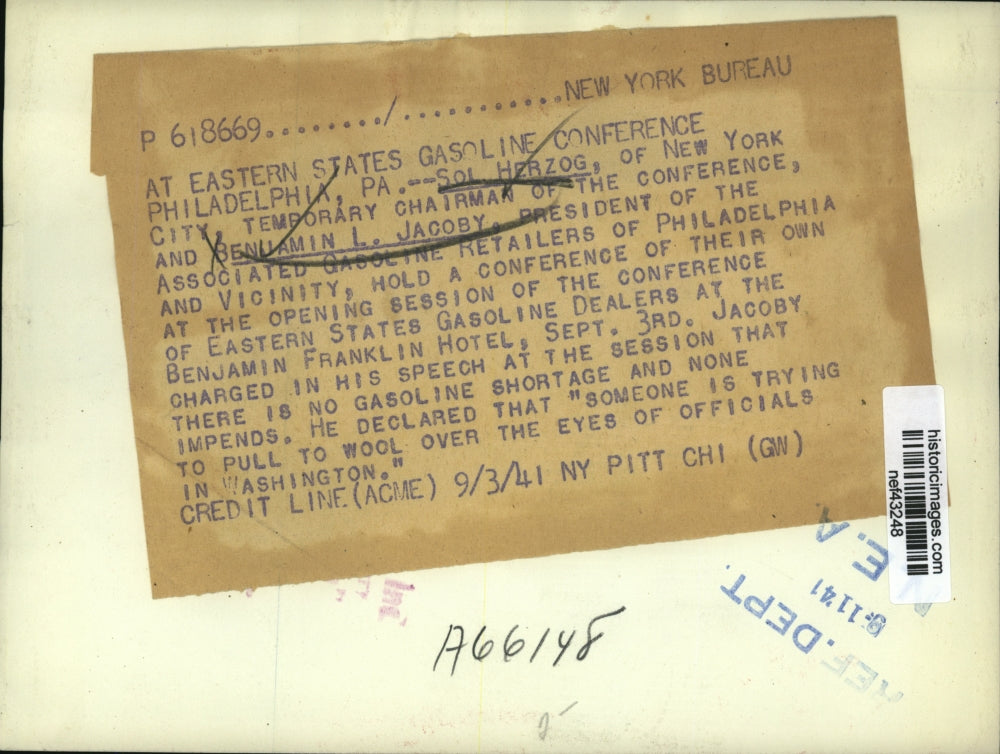 P 618669......../...........NEW YORK BUREAU
AT EASTERN STATES GASOLINE CONFERENCE
PHILADELPHIA, PA.--SOL HERZOG, OF NEW YORK
CITY, TEMPORARY CHAIRMAN OF THE CONFERENCE,
AND BENJAMIN L. JACOBY, PRESIDENT OF THE
ASSOCIATED GASOLINE RETAILERS OF PHILADELPHIA
AND VICINITY, HOLD A CONFERENCE OF THEIR OWN
AT THE OPENING SESSION OF THE CONFERENCE
OF EASTERN STATES GASOLINE DEALERS AT THE
BENJAMIN FRANKLIN HOTEL, SEPT. 3RD. JACOBY
CHARGED IN HIS SPEECH AT THE SESSION THAT
THERE IS NO GASOLINE SHORTAGE AND NONE
IMPENDS. HE DECLARED THAT "SOMEONE IS TRYING
TO PULL TO WOOL OVER THE EYES OF OFFICIALS
IN WASHINGTON."
CREDIT LINE (ACME) 9/3/41 NY PITT CHI (GW)
historicimages.com
nef43248
E. A
9-11'41
REF. DEPT.
A66148